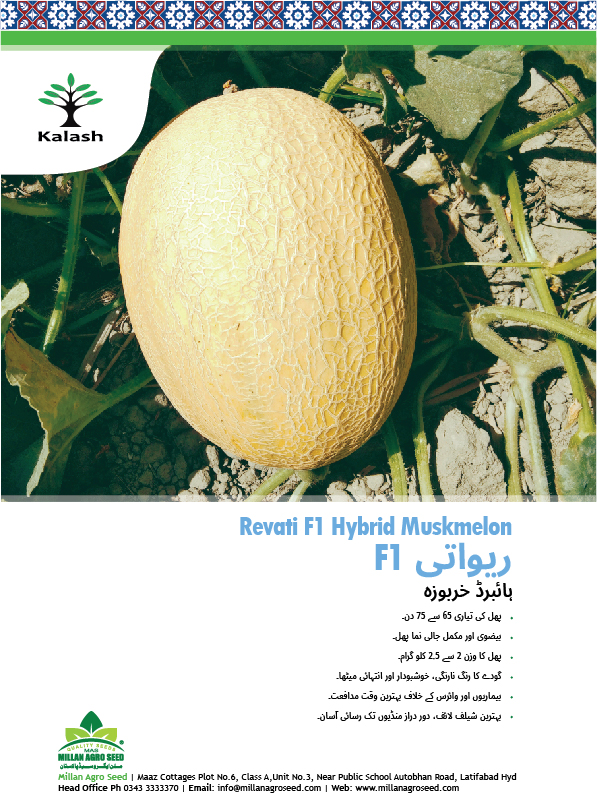 Kalash
Revati F1 Hybrid Muskmelon
ریواتی F1
ہائبرڈ خربوزہ
• پھل کی تیاری 65 سے 75 دن۔
• بیضوی اور مکمل جالی نما پھل۔
• پھل کا وزن 2 سے 2.5 کلو گرام۔
• گودے کا رنگ نارنگی، خوشبودار اور انتہائی میٹھا۔
• بیماریوں اور وائرس کے خلاف بہترین وقت مدافعت۔
• بہترین شیلف لائف، دور دراز منڈیوں تک رسائی آسان۔
QUALITY SEEDS
MAS
MILLAN AGRO SEED
ملن ایگرو سیڈ پاکستان
Millan Agro Seed | Maaz Cottages Plot No.6, Class A,Unit No.3, Near Public School Autobhan Road, Latifabad Hyd
Head Office Ph 0343 3333370 | Email: info@millanagroseed.com | Web: www.millanagroseed.com